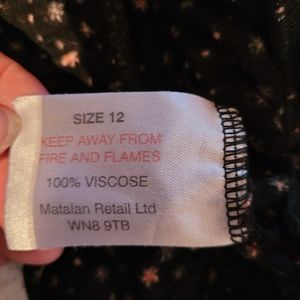 SIZE 12
KEEP AWAY FROM
FIRE AND FLAMES
100% VISCOSE
Matalan Retail Ltd
WN8 9TB